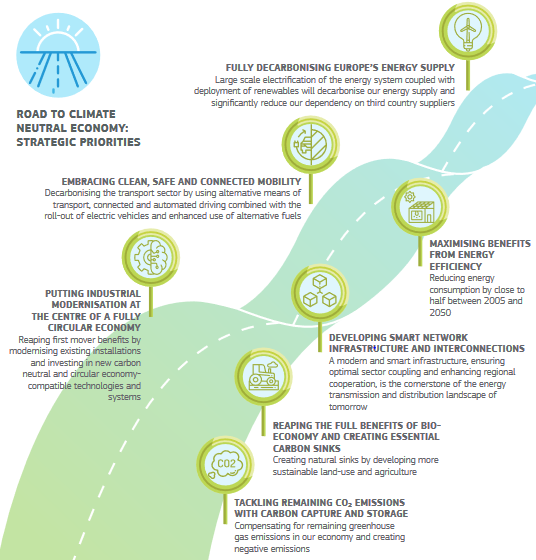 ROAD TO CLIMATE
NEUTRAL ECONOMY:
STRATEGIC PRIORITIES
FULLY DECARBONISING EUROPE'S ENERGY SUPPLY
Large scale electrification of the energy system coupled with
deployment of renewables will decarbonise our energy supply and
significantly reduce our dependency on third country suppliers
EMBRACING CLEAN, SAFE AND CONNECTED MOBILITY
Decarbonising the transport sector by using alternative means of
transport, connected and automated driving combined with the
roll-out of electric vehicles and enhanced use of alternative fuels
MAXIMISING BENEFITS
FROM ENERGY
EFFICIENCY
Reducing energy
consumption by close to
half between 2005 and
2050
PUTTING INDUSTRIAL
MODERNISATION AT
THE CENTRE OF A FULLY
CIRCULAR ECONOMY
Reaping first mover benefits by
modernising existing installations
and investing in new carbon
neutral and circular economy-
compatible technologies and
systems
DEVELOPING SMART NETWORK
INFRASTRUCTURE AND INTERCONNECTIONS
A modern and smart infrastructure, ensuring
optimal sector coupling and enhancing regional
cooperation, is the cornerstone of the energy
transmission and distribution landscape of
tomorrow
REAPING THE FULL BENEFITS OF BIO-
ECONOMY AND CREATING ESSENTIAL
CARBON SINKS
Creating natural sinks by developing more
sustainable land-use and agriculture
CO2
TACKLING REMAINING CO₂ EMISSIONS
WITH CARBON CAPTURE AND STORAGE
Compensating for remaining greenhouse
gas emissions in our economy and creating
negative emissions